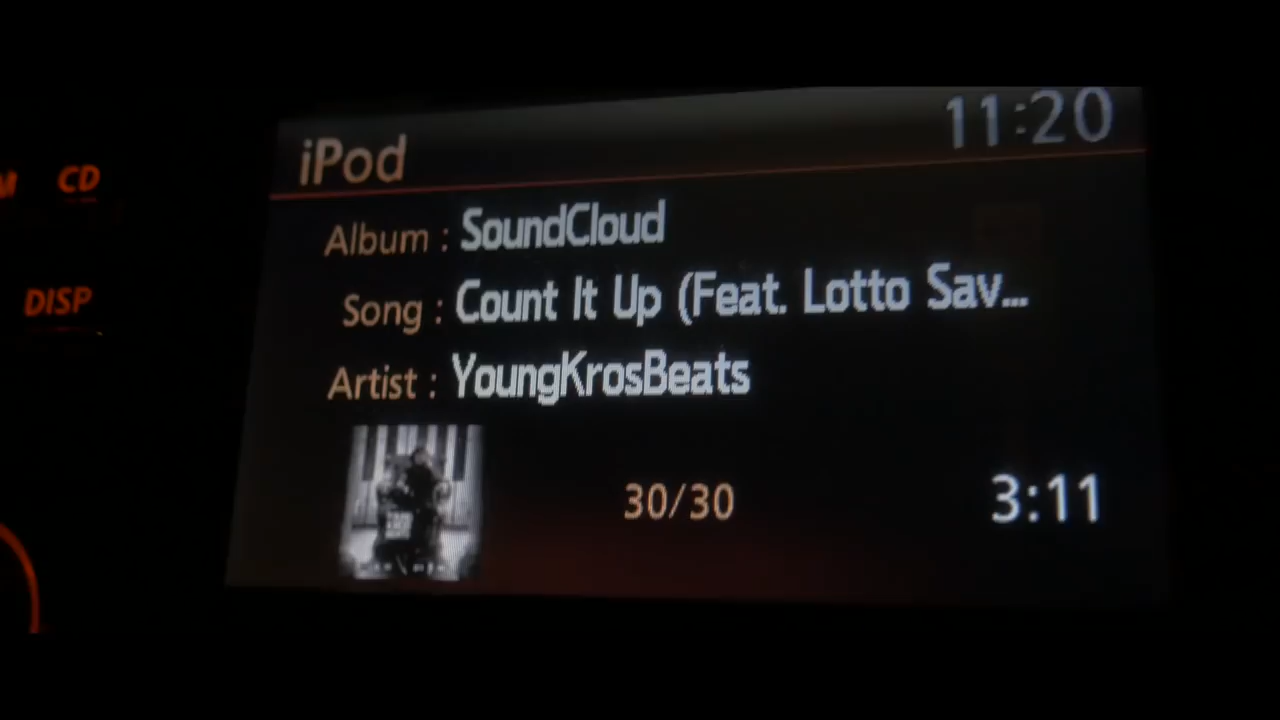 iPod 11:20
CD
Album : SoundCloud
DISP
Song : Count It Up (Feat. Lotto Sav...
Artist : YoungKrosBeats
30/30 3:11